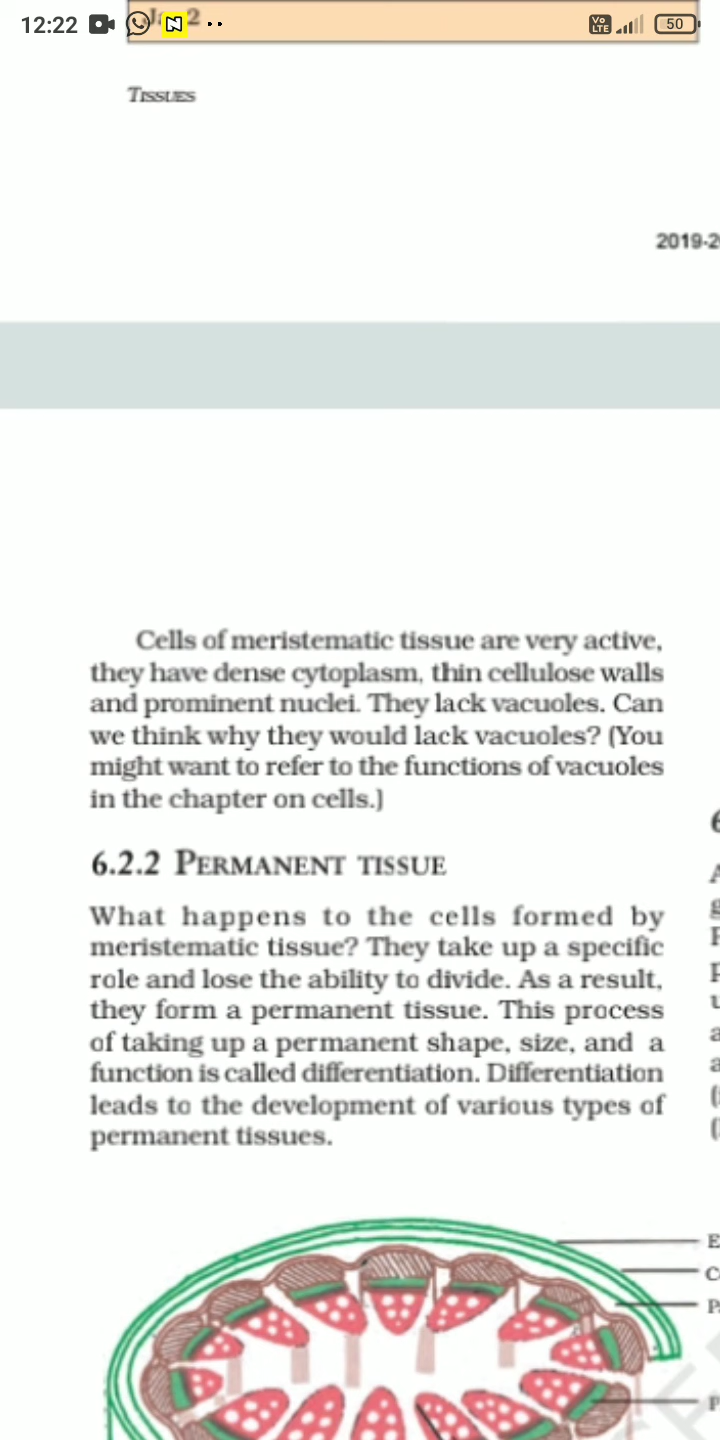 12:22
Vo
LTE
50
TISSUES
2019-2
Cells of meristematic tissue are very active,
they have dense cytoplasm, thin cellulose walls
and prominent nuclei. They lack vacuoles. Can
we think why they would lack vacuoles? (You
might want to refer to the functions of vacuoles
in the chapter on cells.)
6.2.2 PERMANENT TISSUE
What happens to the cells formed by
meristematic tissue? They take up a specific
role and lose the ability to divide. As a result,
they form a permanent tissue. This process
of taking up a permanent shape, size, and a
function is called differentiation. Differentiation
leads to the development of various types of
permanent tissues.
E
C
P